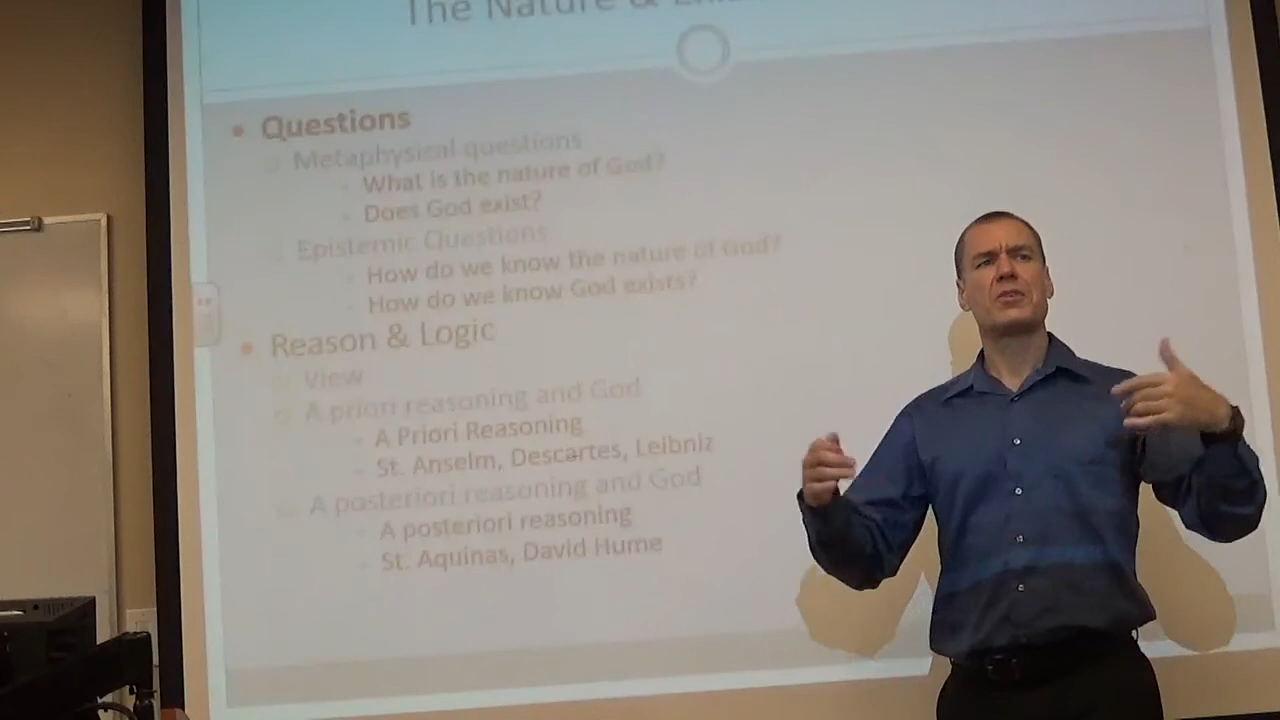 The Nature &
Questions
Metaphysical questions
What is the nature of God?
Does God exist?
Epistemic Questions
How do we know the nature of God?
How do we know God exists?
Reason & Logic
View
A priori reasoning and God
A Priori Reasoning
St. Anselm, Descartes, Leibniz
A posteriori reasoning and God
A posteriori reasoning
St. Aquinas, David Hume